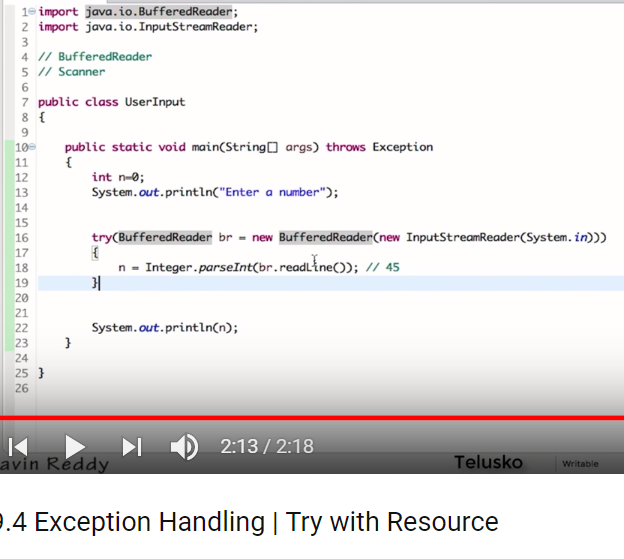 1 import java.io.BufferedReader;
2 import java.io.InputStreamReader;
3
4 // BufferedReader
5 // Scanner
6
7 public class UserInput
8 {
9
10 public static void main(String[] args) throws Exception
11 {
12 int n=0;
13 System.out.println("Enter a number");
14
15
16 try(BufferedReader br = new BufferedReader(new InputStreamReader(System.in)))
17 {
18 n = Integer.parseInt(br.readLine()); // 45
19 }
20
21
22 System.out.println(n);
23 }
24
25 }
26
2:13 / 2:18
avin Reddy Telusko Writable
9.4 Exception Handling | Try with Resource